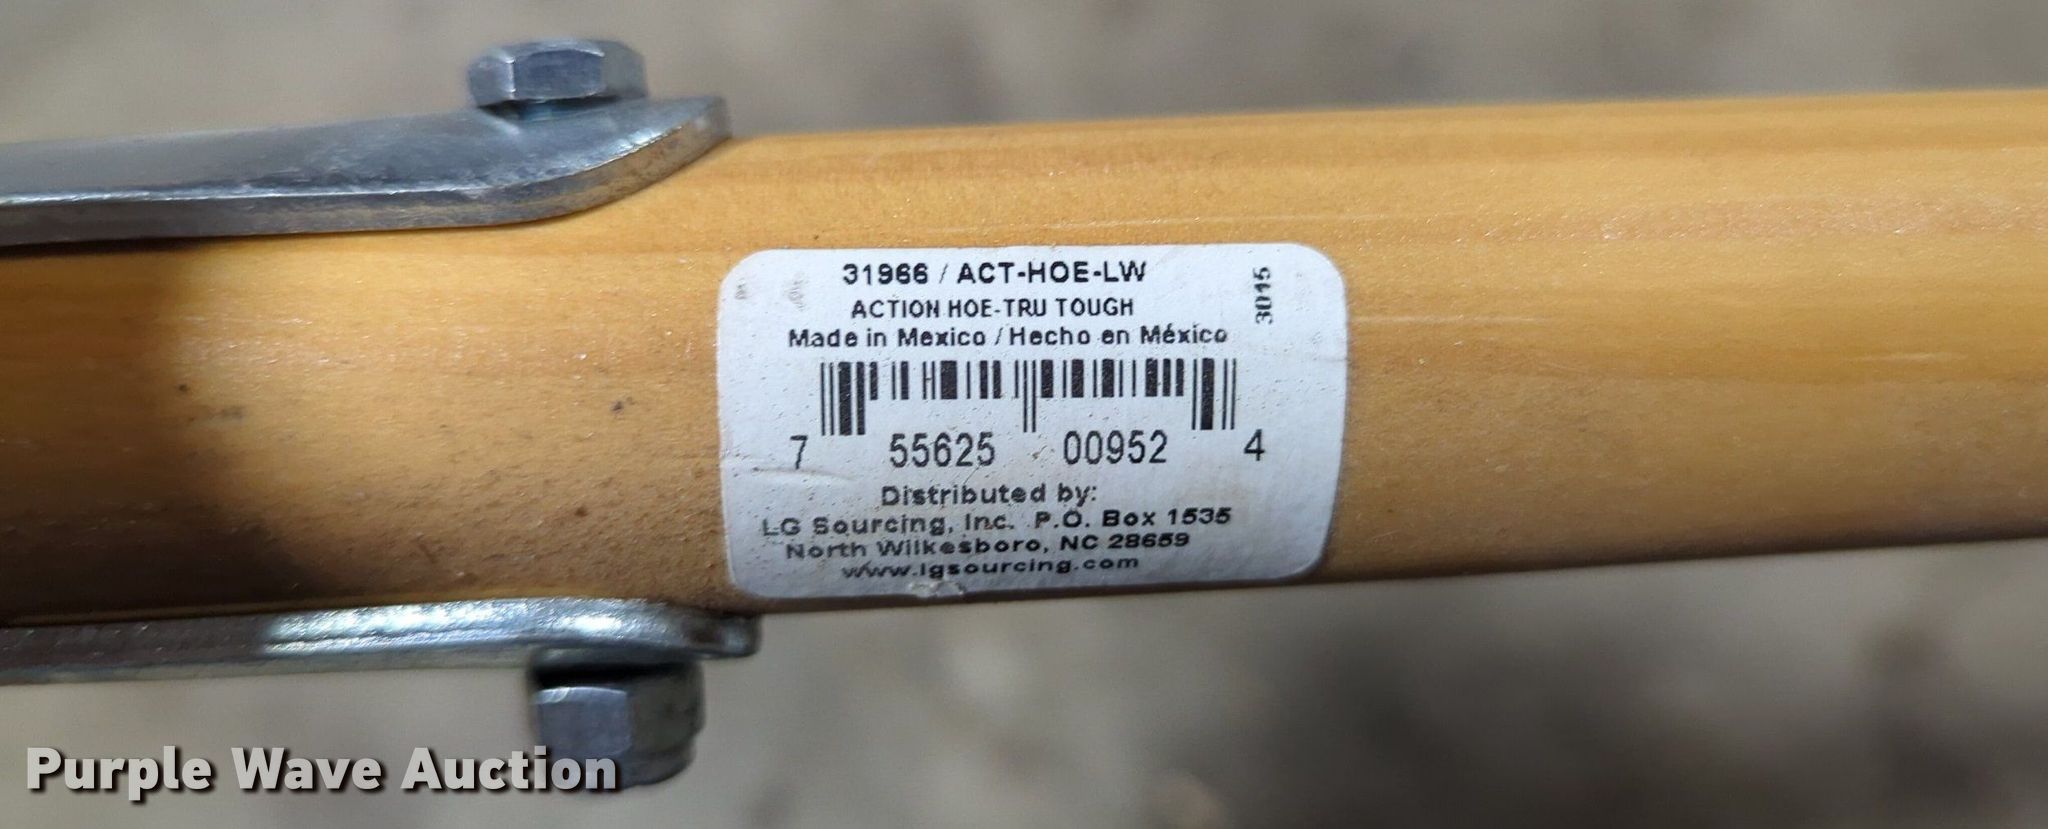 31966 / ACT-HOE-LW
ACTION HOE-TRU TOUGH
Made in Mexico / Hecho en México
3015
7 55625 00952 4
Distributed by:
LG Sourcing, Inc. P.O. Box 1535
North Wilkesboro, NC 28659
www.lgsourcing.com
Purple Wave Auction